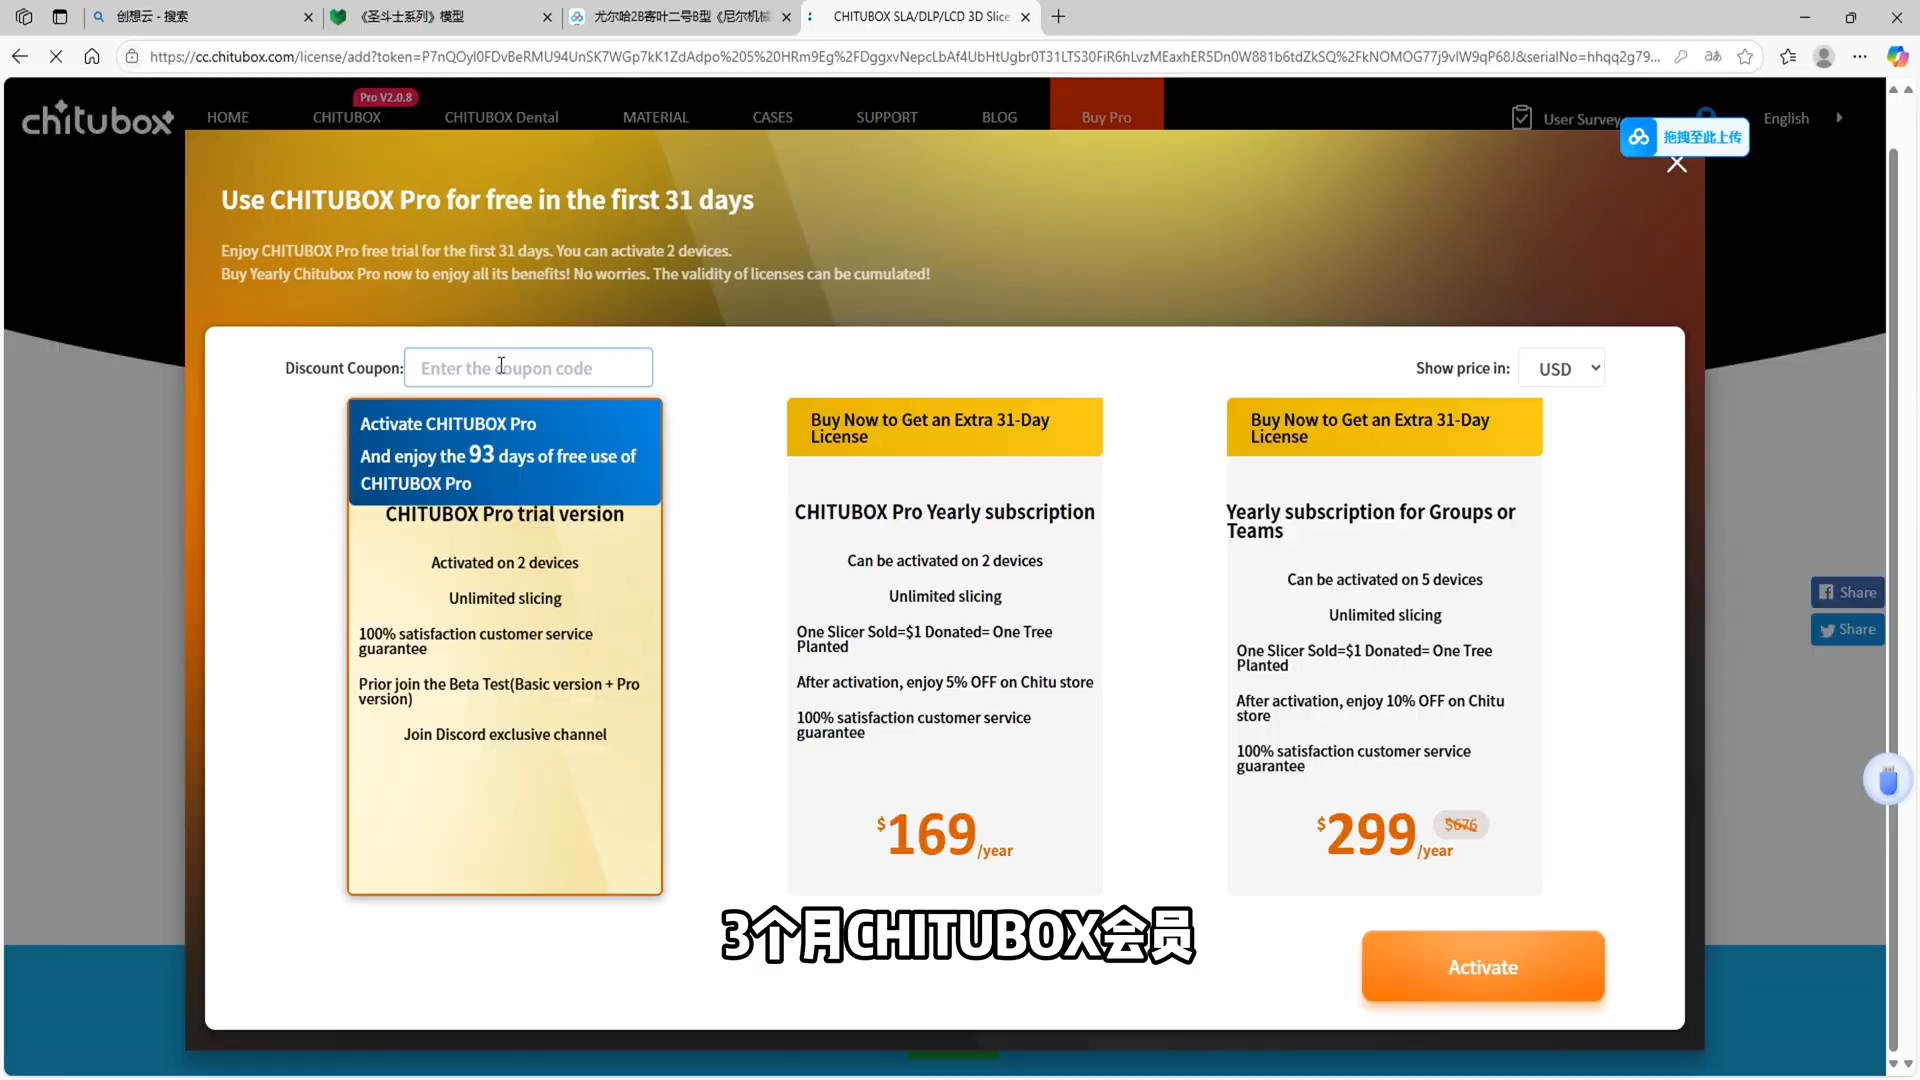 创想云 - 搜索
《圣斗士系列》模型
尤尔哈2B寄叶二号B型《尼尔机械
CHITUBOX SLA/DLP/LCD 3D Slice
https://cc.chitubox.com/license/add?token=P7nQOyl0FDvBeRMU94UnSK7WGp7kK1ZdAdpo%205%20HRm9Eg%2FDggxvNepcLbAf4UbHtUgbr0T31LTS30FiR6hLvzMEaxhER5Dn0W881b6tdZkSQ%2FkNOMOG77j9vlW9qP68J&serialNo=hhqq2g79...
chitubox
HOME
Pro V2.0.8
CHITUBOX
CHITUBOX Dental
MATERIAL
CASES
SUPPORT
BLOG
Buy Pro
User Survey
English
拖拽至此上传
Use CHITUBOX Pro for free in the first 31 days
Enjoy CHITUBOX Pro free trial for the first 31 days. You can activate 2 devices.
Buy Yearly Chitubox Pro now to enjoy all its benefits! No worries. The validity of licenses can be cumulated!
Discount Coupon:
Enter the coupon code
Show price in:
USD
Activate CHITUBOX Pro
And enjoy the 93 days of free use of
CHITUBOX Pro
CHITUBOX Pro trial version
Activated on 2 devices
Unlimited slicing
100% satisfaction customer service
guarantee
Prior join the Beta Test(Basic version + Pro
version)
Join Discord exclusive channel
Buy Now to Get an Extra 31-Day
License
CHITUBOX Pro Yearly subscription
Can be activated on 2 devices
Unlimited slicing
One Slicer Sold=$1 Donated= One Tree
Planted
After activation, enjoy 5% OFF on Chitu store
100% satisfaction customer service
guarantee
$169/year
Buy Now to Get an Extra 31-Day
License
Yearly subscription for Groups or
Teams
Can be activated on 5 devices
Unlimited slicing
One Slicer Sold=$1 Donated= One Tree
Planted
After activation, enjoy 10% OFF on Chitu
store
100% satisfaction customer service
guarantee
$299/year
$676
Share
Share
3个月CHITUBOX会员
Activate